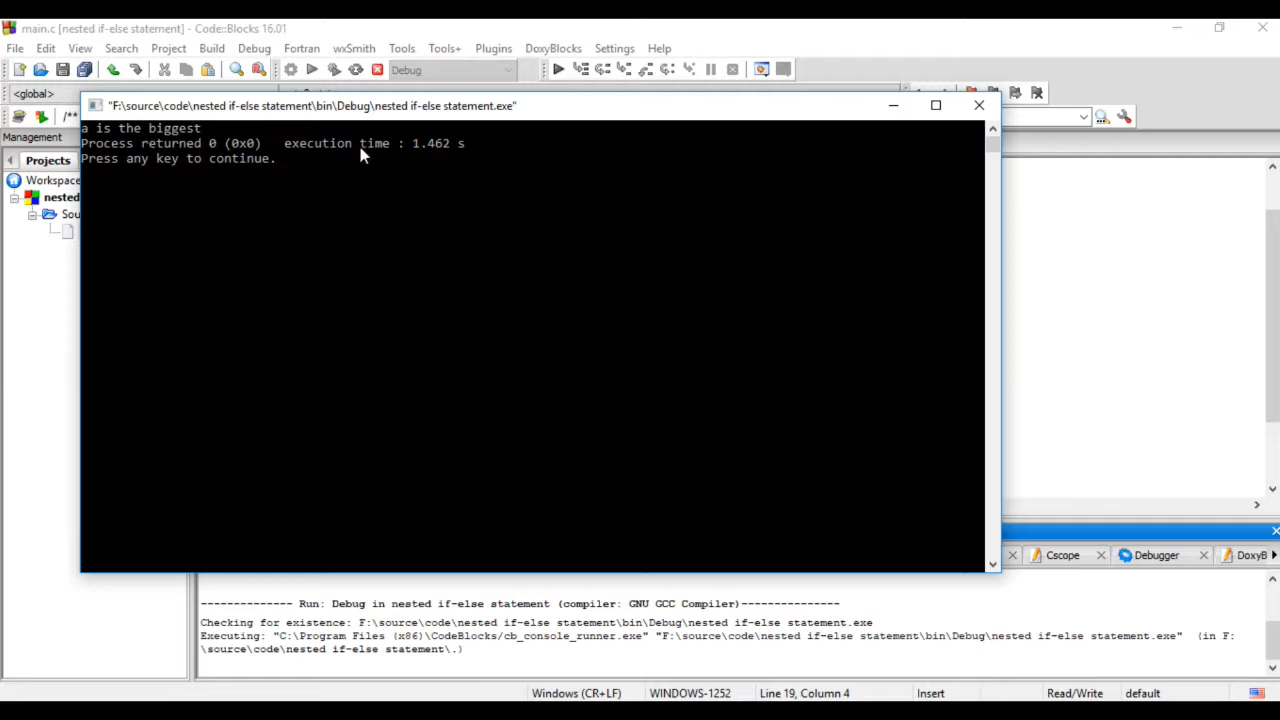 main.c [nested if-else statement] - Code::Blocks 16.01
File Edit View Search Project Build Debug Fortran wxSmith Tools Tools+ Plugins DoxyBlocks Settings Help
Debug
<global>
"F:\source\code\nested if-else statement\bin\Debug\nested if-else statement.exe"
/**
Management
a is the biggest
Process returned 0 (0x0)   execution time : 1.462 s
Press any key to continue.
Projects
Workspace
nested
Sou
Cscope
Debugger
DoxyB
-------------- Run: Debug in nested if-else statement (compiler: GNU GCC Compiler)---------------
Checking for existence: F:\source\code\nested if-else statement\bin\Debug\nested if-else statement.exe
Executing: "C:\Program Files (x86)\CodeBlocks/cb_console_runner.exe" "F:\source\code\nested if-else statement\bin\Debug\nested if-else statement.exe"  (in F:
\source\code\nested if-else statement\.)
Windows (CR+LF) WINDOWS-1252 Line 19, Column 4 Insert Read/Write default